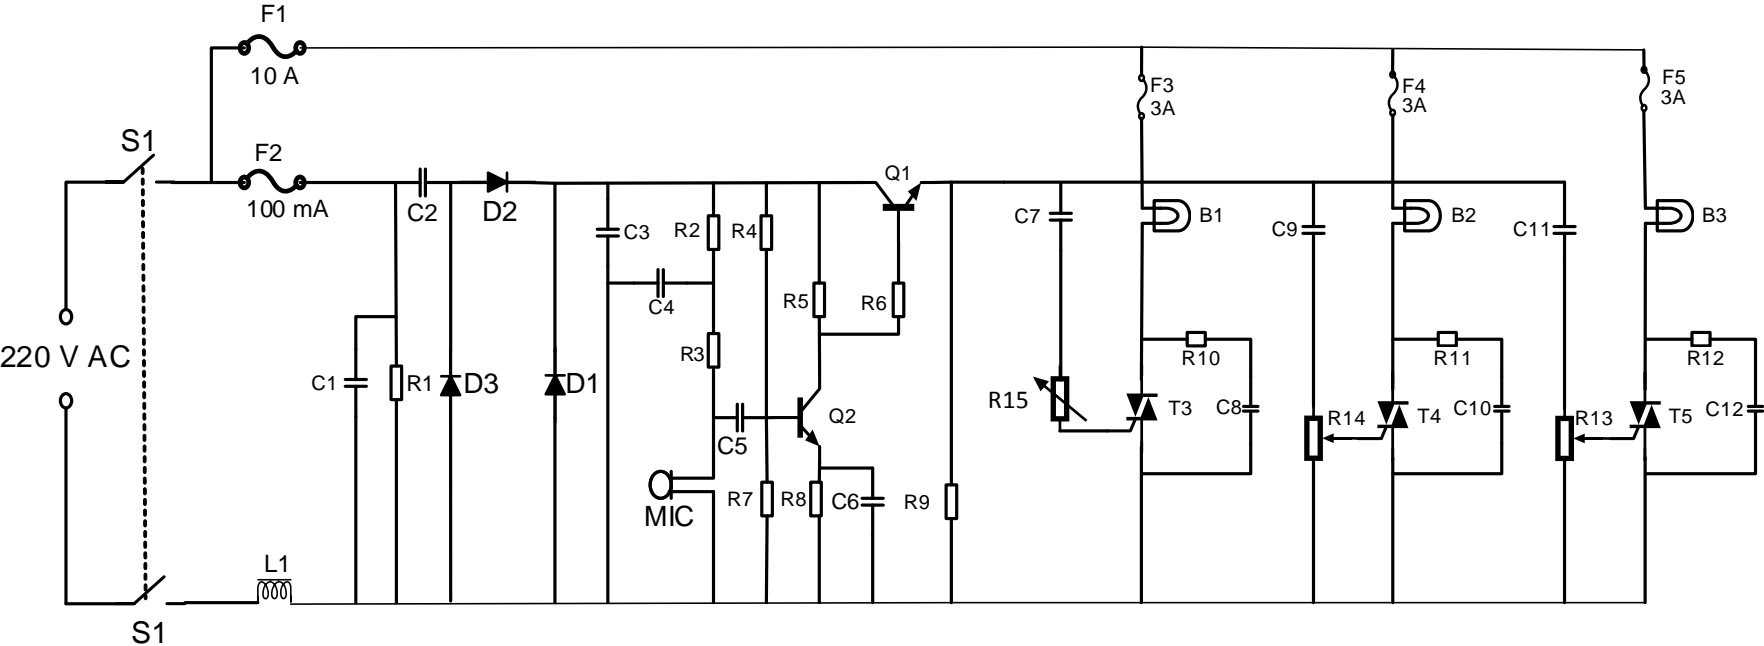 F1
10 A
F3
3A
F4
3A
F5
3A
S1
F2
100 mA
C2
D2
Q1
C3
R2
R4
C7
B1
C9
B2
C11
B3
C4
R5
R6
220 V AC
R3
R10
R11
R12
C1
R1
D3
D1
R15
T3
C8
R14
T4
C10
R13
T5
C12
C5
Q2
MIC
R7
R8
C6
R9
L1
S1